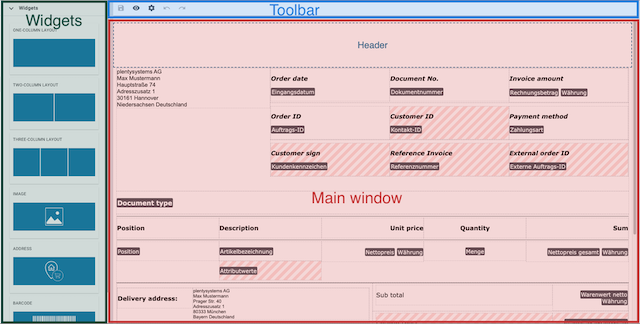 Widgets
Widgets
Toolbar
ONE-COLUMN LAYOUT
TWO-COLUMN LAYOUT
THREE-COLUMN LAYOUT
IMAGE
ADDRESS
BARCODE
Header
plentysystems AG
Max Mustermann
Hauptstraße 74
Adresszusatz 1
30161 Hannover
Niedersachsen Deutschland
Order date
Document No.
Invoice amount
Eingangsdatum
Dokumentnummer
Rechnungsbetrag Währung
Order ID
Customer ID
Payment method
Auftrags-ID
Kontakt-ID
Zahlungsart
Customer sign
Reference Invoice
External order ID
Kundenkennzeichen
Referenznummer
Externe Auftrags-ID
Main window
Document type
Position Description Unit price Quantity Sum
Position Artikelbezeichnung Nettopreis Währung Menge Nettopreis gesamt Währung
Attributwerte
Delivery address:
plentysystems AG
Max Mustermann
Prager Str. 40
Adresszusatz 1
80333 München
Bayern Deutschland
Sub total
Warenwert netto
Währung